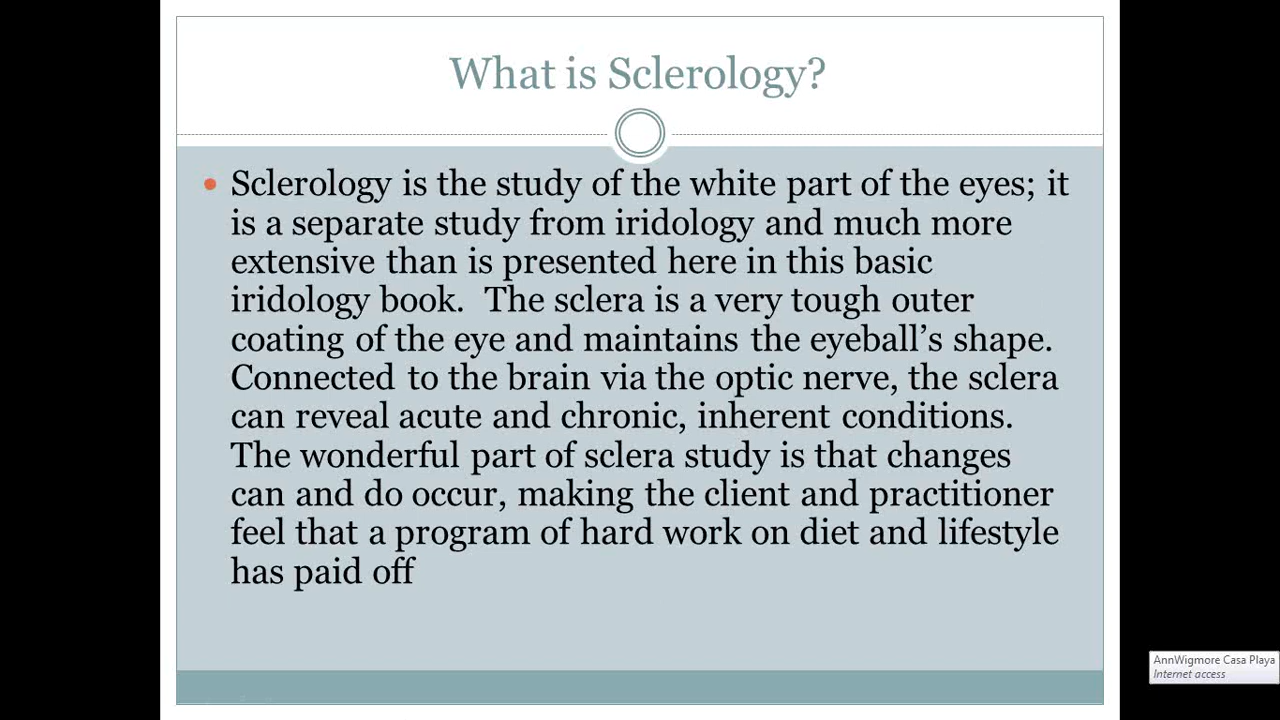 What is Sclerology?
Sclerology is the study of the white part of the eyes; it
is a separate study from iridology and much more
extensive than is presented here in this basic
iridology book.  The sclera is a very tough outer
coating of the eye and maintains the eyeball’s shape.
Connected to the brain via the optic nerve, the sclera
can reveal acute and chronic, inherent conditions.
The wonderful part of sclera study is that changes
can and do occur, making the client and practitioner
feel that a program of hard work on diet and lifestyle
has paid off
AnnWigmore Casa Playa
Internet access